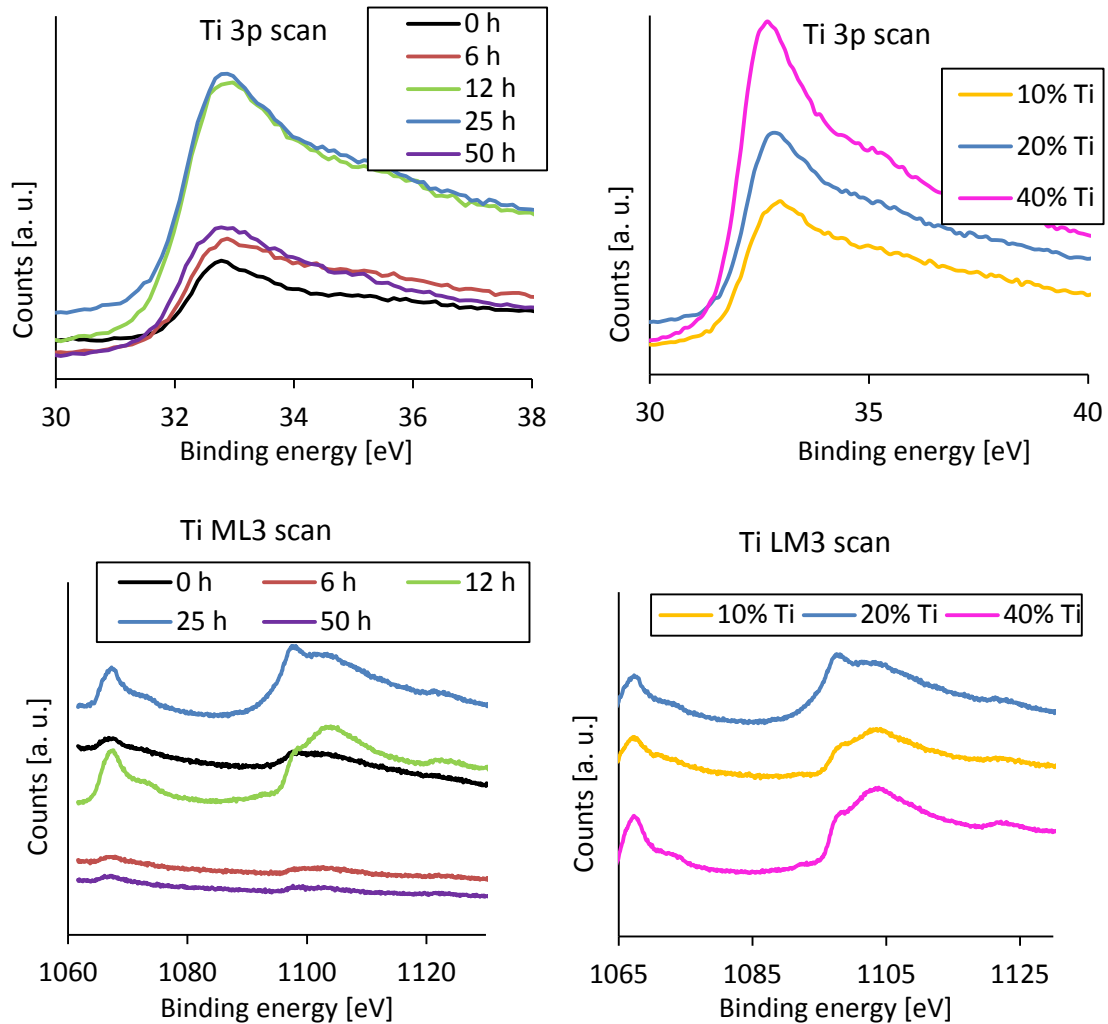 Ti 3p scan
0 h
6 h
12 h
25 h
50 h
Counts [a. u.]
30 32 34 36 38
Binding energy [eV]
Ti 3p scan
10% Ti
20% Ti
40% Ti
Counts [a. u.]
30 35 40
Binding energy [eV]
Ti ML3 scan
0 h 6 h 12 h
25 h 50 h
Counts [a. u.]
1060 1080 1100 1120
Binding energy [eV]
Ti LM3 scan
10% Ti 20% Ti 40% Ti
Counts [a. u.]
1065 1085 1105 1125
Binding energy [eV]